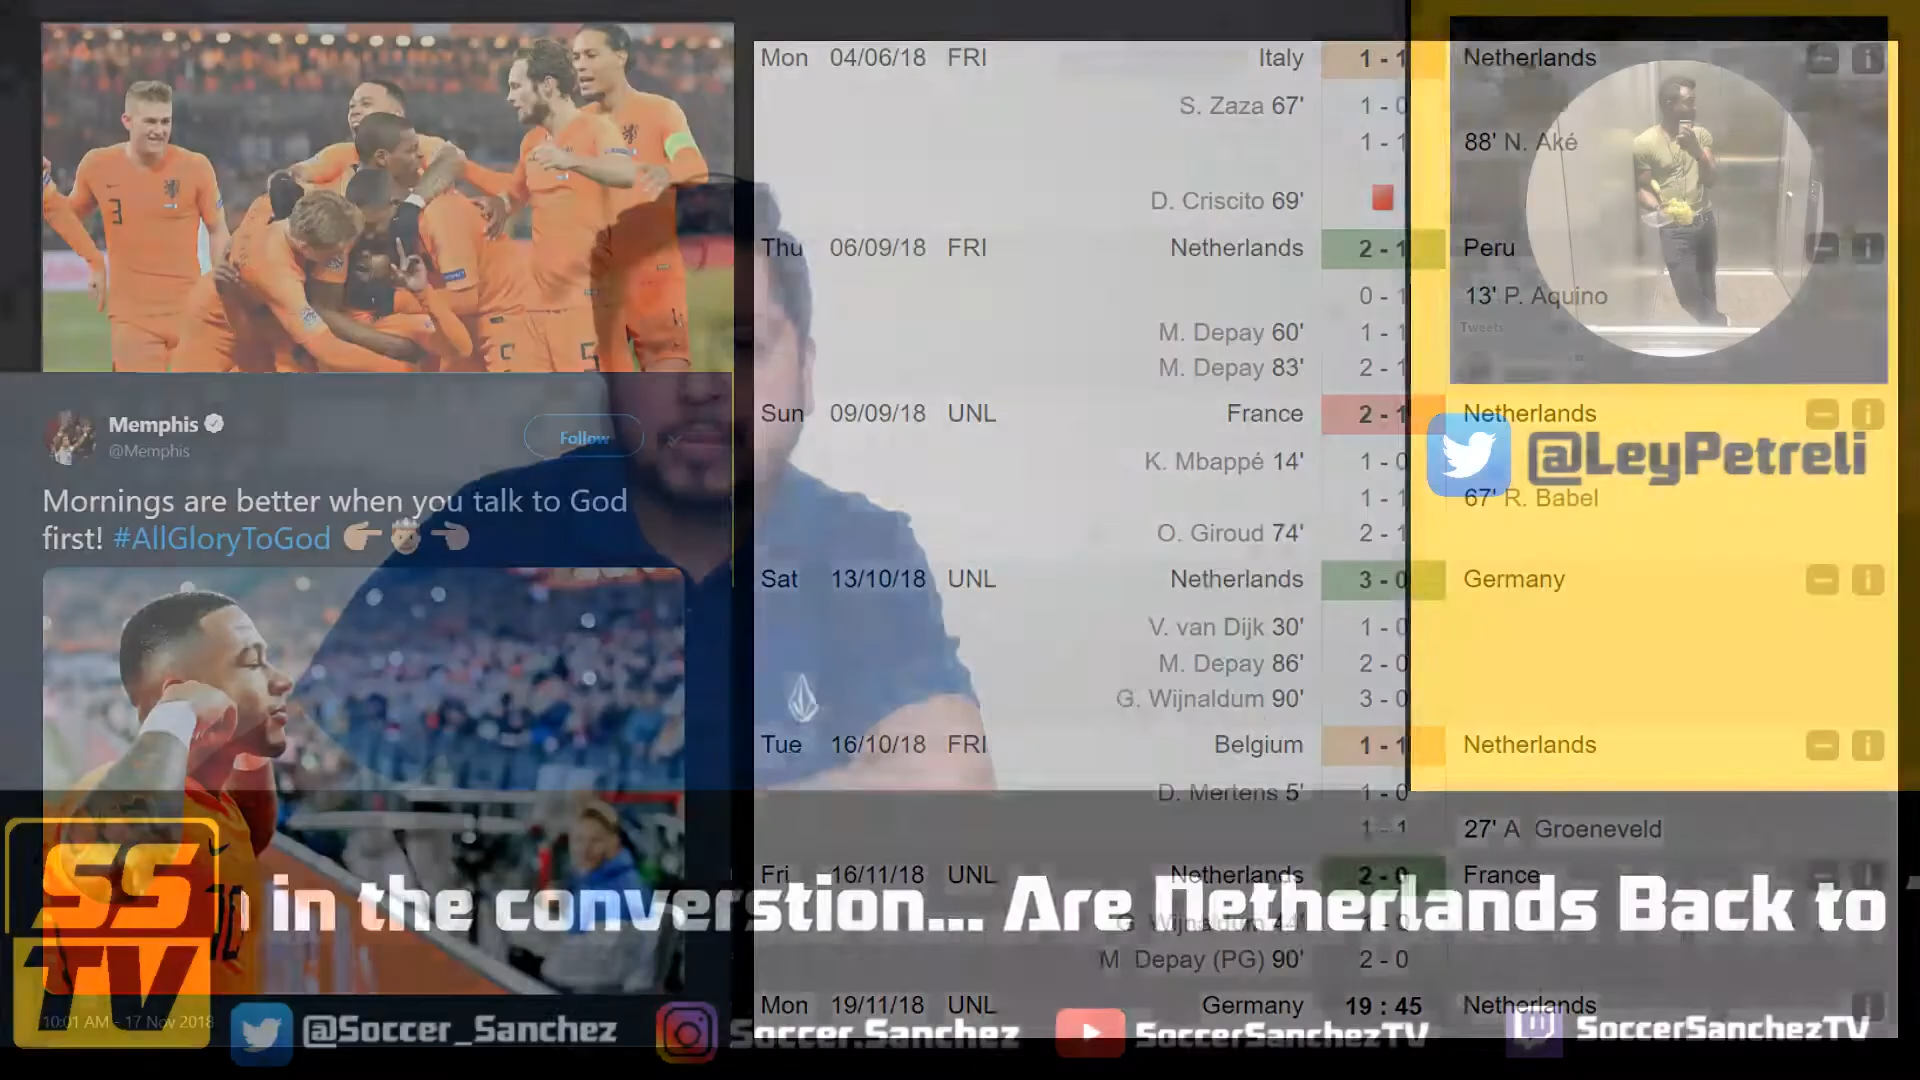 Memphis
@Memphis
Follow
Mornings are better when you talk to God
first! #AllGloryToGod
10:01 AM - 17 Nov 2018
Mon 04/06/18 FRI Italy 1 - 1 Netherlands
S. Zaza 67' 1 - 0
1 - 1 88' N. Aké
D. Criscito 69'
Thu 06/09/18 FRI Netherlands 2 - 1 Peru
0 - 1 13' P. Aquino
Tweets
M. Depay 60' 1 - 1
M. Depay 83' 2 - 1
Sun 09/09/18 UNL France 2 - 1 Netherlands
@LeyPetreli
K. Mbappé 14' 1 - 0
1 - 1 67' R. Babel
O. Giroud 74' 2 - 1
Sat 13/10/18 UNL Netherlands 3 - 0 Germany
V. van Dijk 30' 1 - 0
M. Depay 86' 2 - 0
G. Wijnaldum 90' 3 - 0
Tue 16/10/18 FRI Belgium 1 - 1 Netherlands
D. Mertens 5' 1 - 0
1 - 1 27' A Groeneveld
Fri 16/11/18 UNL Netherlands 2 - 0 France
in the converstion... Are Netherlands Back to
G Wijnaldum 44' 1 - 0
M Depay (PG) 90' 2 - 0
Mon 19/11/18 UNL Germany 19 : 45 Netherlands
SS
TV
@Soccer_Sanchez
Soccer.Sanchez
SoccerSanchezTV
SoccerSanchezTV
3
5